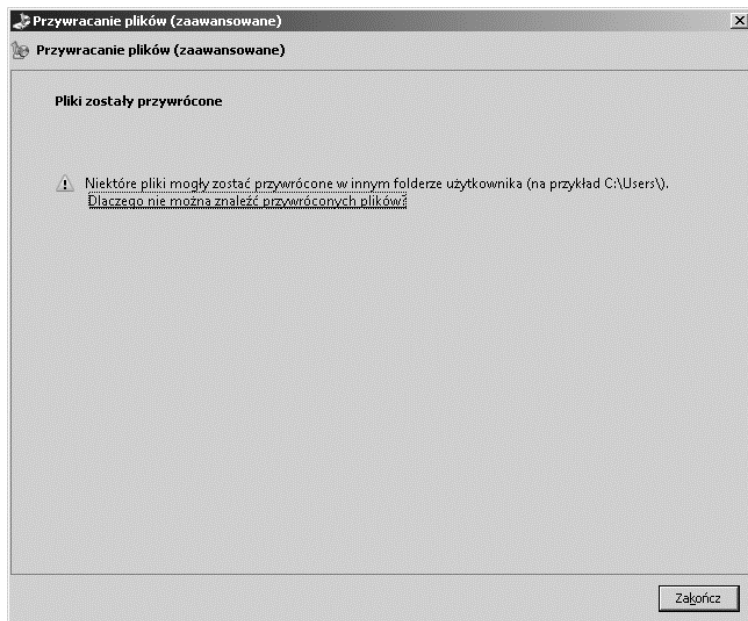 Przywracanie plików (zaawansowane)
Przywracanie plików (zaawansowane)
Pliki zostały przywrócone
Niektóre pliki mogły zostać przywrócone w innym folderze użytkownika (na przykład C:\Users\).
Dlaczego nie można znaleźć przywróconych plików?
Zakończ